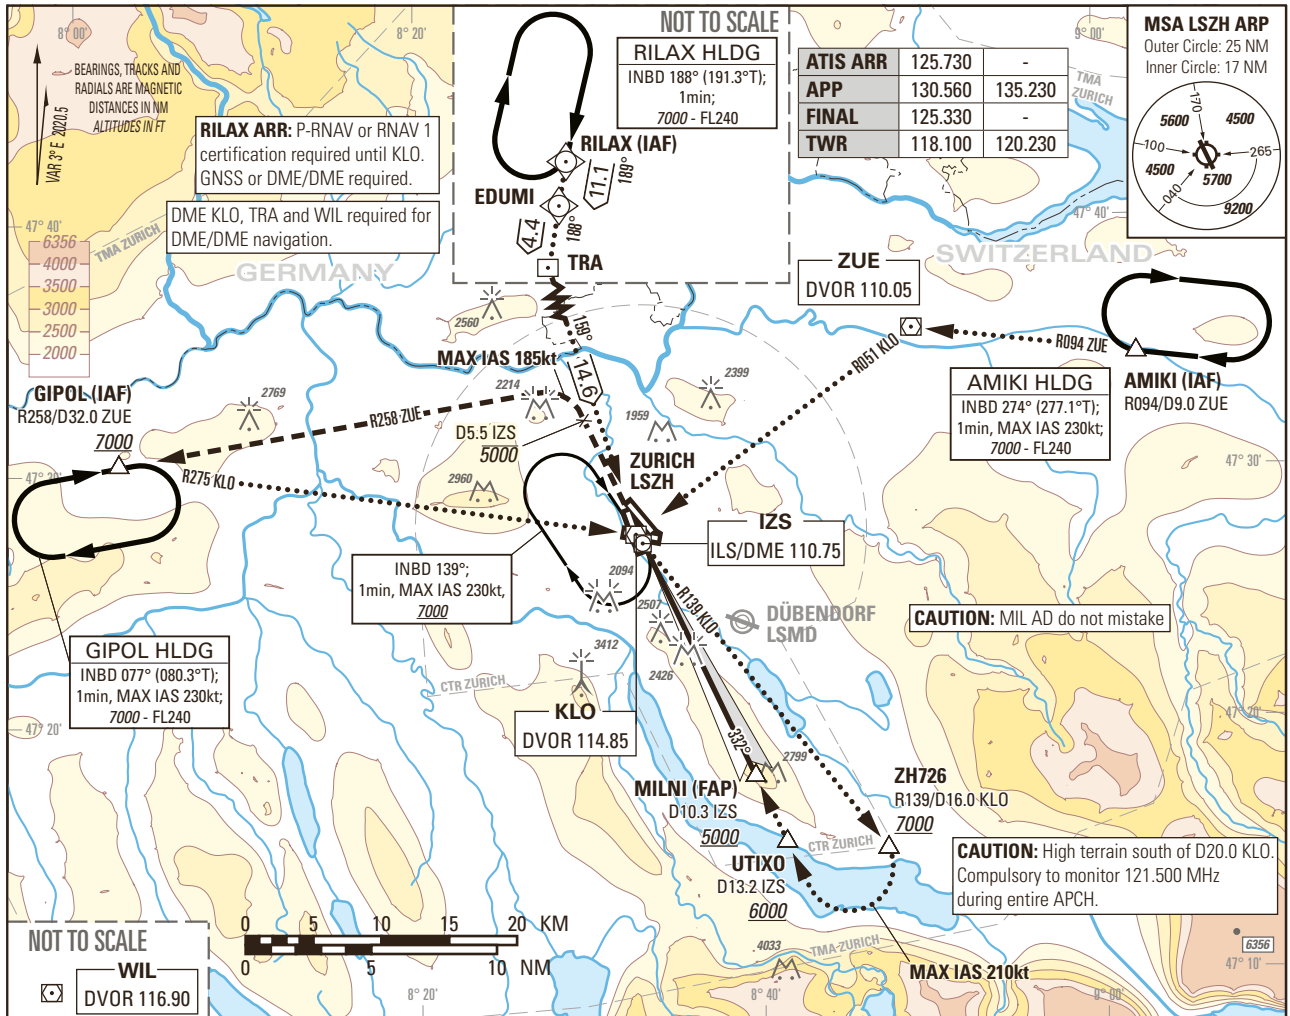 8° 00'
8° 20'
NOT TO SCALE
9° 00'
MSA LSZH ARP
Outer Circle: 25 NM
Inner Circle: 17 NM
170
5600
4500
100
265
4500
5700
040
9200
BEARINGS, TRACKS AND
RADIALS ARE MAGNETIC
DISTANCES IN NM
ALTITUDES IN FT
VAR 3° E 2020.5
RILAX HLDG
INBD 188° (191.3°T);
1min;
7000 - FL240
ATIS ARR 125.730 -
APP 130.560 135.230
FINAL 125.330 -
TWR 118.100 120.230
TMA
ZURICH
RILAX ARR: P-RNAV or RNAV 1
certification required until KLO.
GNSS or DME/DME required.
DME KLO, TRA and WIL required for
DME/DME navigation.
RILAX (IAF)
11.1
189°
EDUMI
4.4
188°
TRA
47° 40'
47° 40'
TMA ZURICH
6356
4000
3500
3000
2500
2000
GERMANY
SWITZERLAND
ZUE
DVOR 110.05
2560
159°
14.6
MAX IAS 185kt
R051 KLO
R094 ZUE
AMIKI (IAF)
R094/D9.0 ZUE
AMIKI HLDG
INBD 274° (277.1°T);
1min, MAX IAS 230kt;
7000 - FL240
GIPOL (IAF)
R258/D32.0 ZUE
7000
2769
2214
2399
1959
R258 ZUE
D5.5 IZS
5000
ZURICH
LSZH
47° 30'
47° 30'
R275 KLO
2960
IZS
ILS/DME 110.75
INBD 139°;
1min, MAX IAS 230kt,
7000
2094
2507
R139 KLO
DÜBENDORF
LSMD
CAUTION: MIL AD do not mistake
GIPOL HLDG
INBD 077° (080.3°T);
1min, MAX IAS 230kt;
7000 - FL240
3412
2426
CTR ZURICH
KLO
DVOR 114.85
47° 20'
47° 20'
332°
2799
MILNI (FAP)
D10.3 IZS
5000
ZH726
R139/D16.0 KLO
7000
CTR ZURICH
UTIXO
D13.2 IZS
6000
CAUTION: High terrain south of D20.0 KLO.
Compulsory to monitor 121.500 MHz
during entire APCH.
NOT TO SCALE
WIL
DVOR 116.90
0 5 10 15 20 KM
0 5 10 NM
4033
TMA ZURICH
MAX IAS 210kt
6356
47° 10'
8° 20'
8° 40'
9° 00'